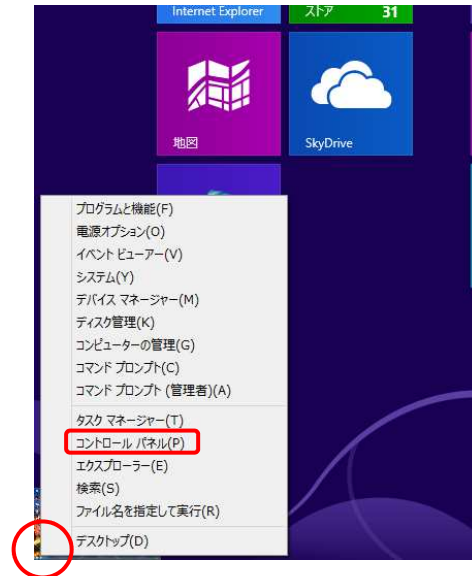 Internet Explorer
ストア 31
地図
SkyDrive
プログラムと機能(F)
電源オプション(O)
イベント ビューアー(V)
システム(Y)
デバイス マネージャー(M)
ディスク管理(K)
コンピューターの管理(G)
コマンド プロンプト(C)
コマンド プロンプト (管理者)(A)
タスク マネージャー(T)
コントロール パネル(P)
エクスプローラー(E)
検索(S)
ファイル名を指定して実行(R)
デスクトップ(D)